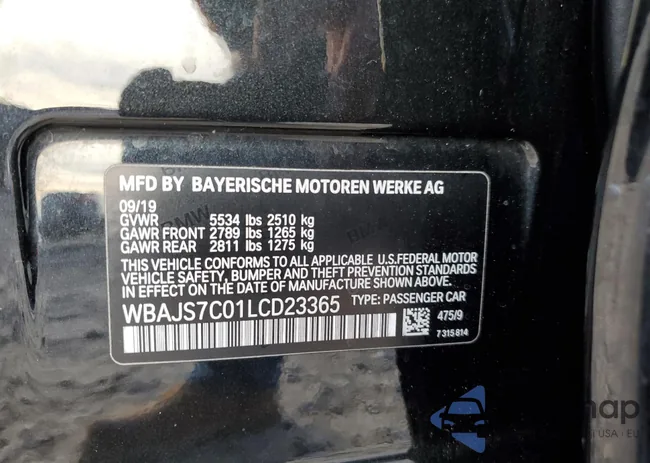 MFD BY BAYERISCHE MOTOREN WERKE AG
09/19
GVWR 5534 lbs 2510 kg
GAWR FRONT 2789 lbs 1265 kg
GAWR REAR 2811 lbs 1275 kg
THIS VEHICLE CONFORMS TO ALL APPLICABLE U.S.FEDERAL MOTOR
VEHICLE SAFETY, BUMPER AND THEFT PREVENTION STANDARDS
IN EFFECT ON THE DATE OF MANUFACTURE SHOWN ABOVE.
WBAJS7C01LCD23365 TYPE: PASSENGER CAR
475/9
7315814
USA · EU